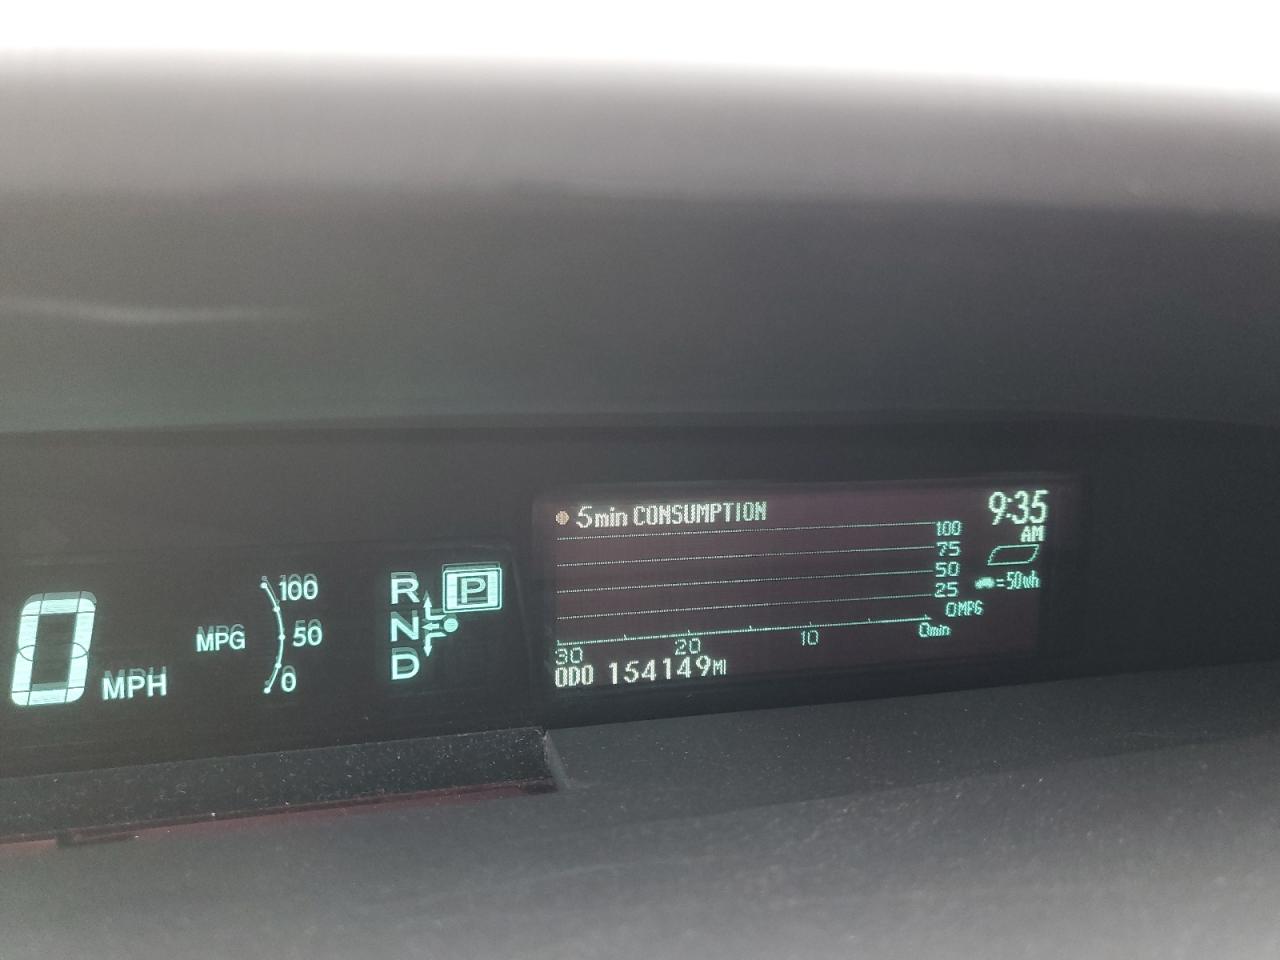 0 MPH
MPG
100
50
0
R
P
N
D
5min CONSUMPTION
9:35
AM
100
75
50
25
0MPG
=50Wh
30
20
10
0min
ODO 154149MI